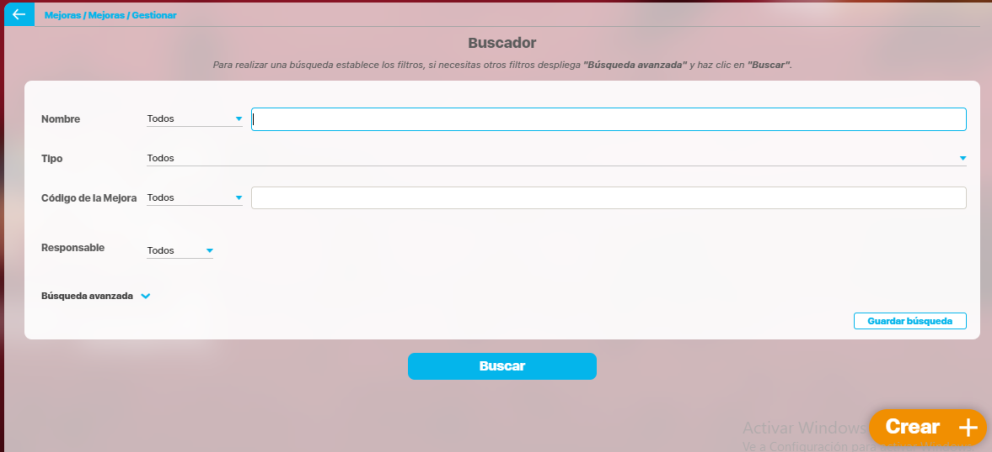 Mejoras / Mejoras / Gestionar
Buscador
Para realizar una búsqueda establece los filtros, si necesitas otros filtros despliega "Búsqueda avanzada" y haz clic en "Buscar".
Nombre Todos
Tipo Todos
Código de la Mejora Todos
Responsable Todos
Búsqueda avanzada
Guardar búsqueda
Buscar
Activar Windows
Crear +
Ve a Configuración para